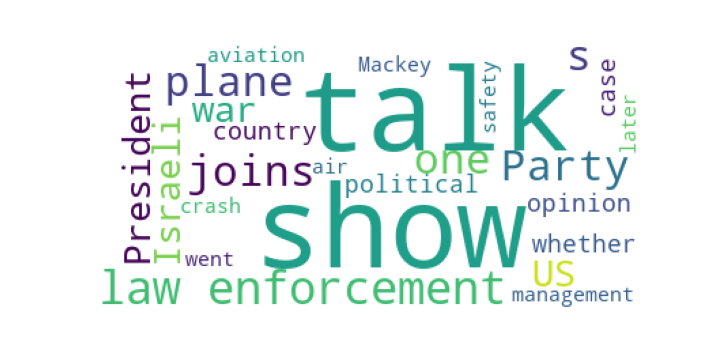 aviation
Mackey
s
plane
talk
safety
case
later
war
country
President
Israeli
joins
air
one
Party
political
crash
show
opinion
went
whether
law enforcement
US
management